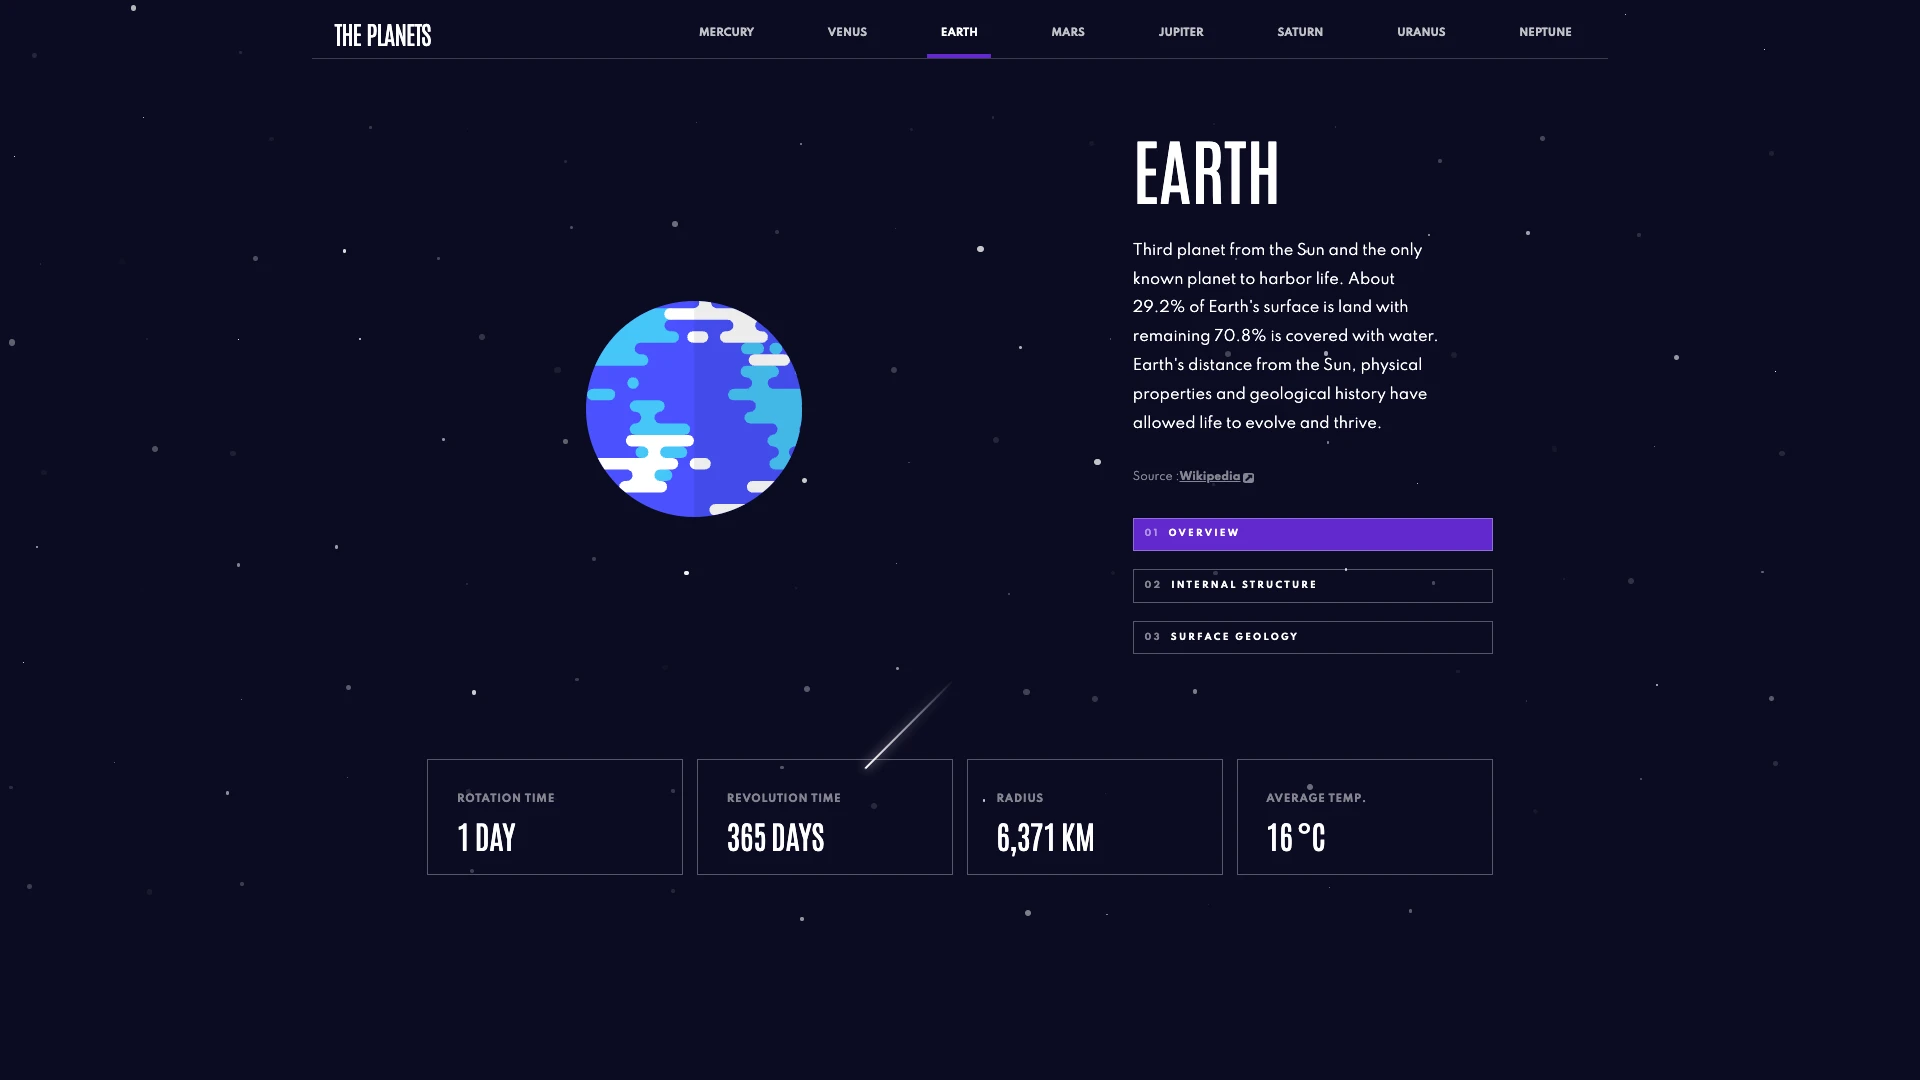 THE PLANETS
MERCURY VENUS EARTH MARS JUPITER SATURN URANUS NEPTUNE
EARTH
Third planet from the Sun and the only
known planet to harbor life. About
29.2% of Earth's surface is land with
remaining 70.8% is covered with water.
Earth's distance from the Sun, physical
properties and geological history have
allowed life to evolve and thrive.
Source : Wikipedia
01 OVERVIEW
02 INTERNAL STRUCTURE
03 SURFACE GEOLOGY
ROTATION TIME
1 DAY
REVOLUTION TIME
365 DAYS
RADIUS
6,371 KM
AVERAGE TEMP.
16 °C